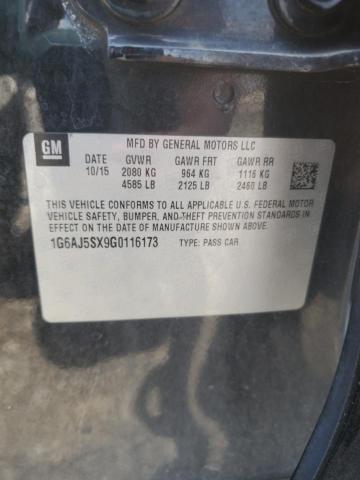 GM
MFD BY GENERAL MOTORS LLC
DATE GVWR GAWR FRT GAWR RR
10/15 2080 KG 964 KG 1116 KG
4585 LB 2125 LB 2460 LB
THIS VEHICLE CONFORMS TO ALL APPLICABLE U.S. FEDERAL MOTOR
VEHICLE SAFETY, BUMPER, AND THEFT PREVENTION STANDARDS
IN EFFECT ON THE DATE OF MANUFACTURE SHOWN ABOVE.
1G6AJ5SX9G0116173 TYPE: PASS CAR